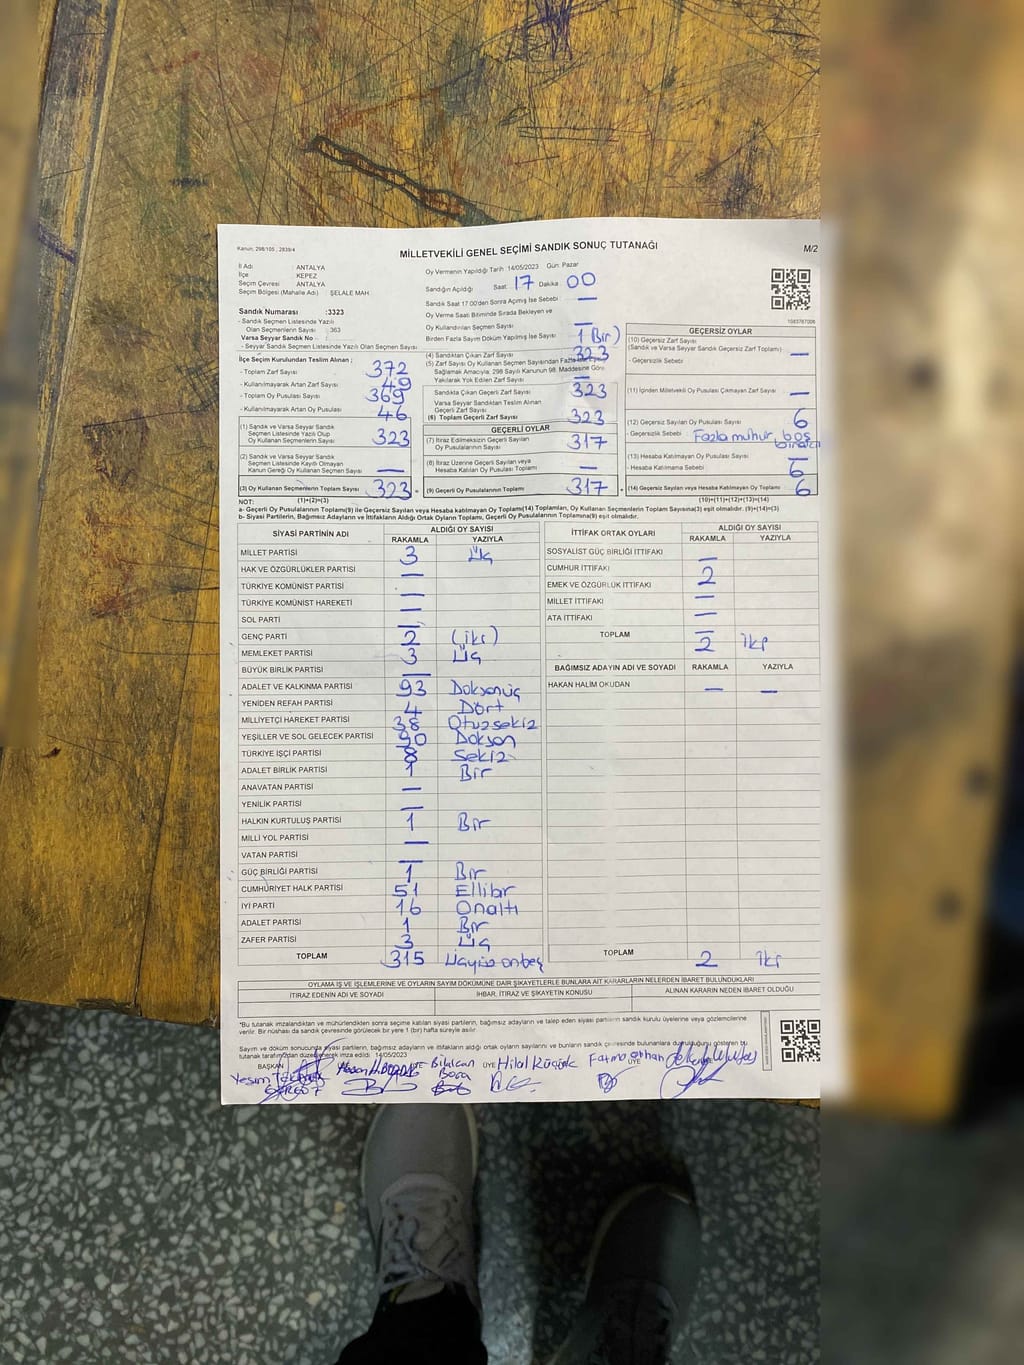 Kanun: 298/105 ; 2839/4
MİLLETVEKİLİ GENEL SEÇİMİ SANDIK SONUÇ TUTANAĞI
M/2
İl Adı : ANTALYA
İlçe : KEPEZ
Seçim Çevresi : ANTALYA
Seçim Bölgesi (Mahalle Adı) : ŞELALE MAH.
Sandık Numarası :3323
- Sandık Seçmen Listesinde Yazılı
Olan Seçmenlerin Sayısı : 363
Varsa Seyyar Sandık No :
- Seyyar Sandık Seçmen Listesinde Yazılı Olan Seçmen Sayısı :
Oy Vermenin Yapıldığı Tarih 14/05/2023 Gün: Pazar
Sandığın Açıldığı Saat: 17 Dakika 00
Sandık Saat 17:00'den Sonra Açılmış İse Sebebi : —
Oy Verme Saati Bitiminde Sırada Bekleyen ve
Oy Kullandırılan Seçmen Sayısı : —
Birden Fazla Sayım Döküm Yapılmış İse Sayısı : 1 Bir)
İlçe Seçim Kurulundan Teslim Alınan ;
- Toplam Zarf Sayısı : 372
- Kullanılmayarak Artan Zarf Sayısı : 49
- Toplam Oy Pusulası Sayısı : 369
- Kullanılmayarak Artan Oy Pusulası : 46
(1) Sandık ve Varsa Seyyar Sandık
Seçmen Listesinde Yazılı Olup
Oy Kullanan Seçmenlerin Sayısı 323
(2) Sandık ve Varsa Seyyar Sandık
Seçmen Listesinde Kayıtlı Olmayan
Kanun Gereği Oy Kullanan Seçmen Sayısı —
(3) Oy Kullanan Seçmenlerin Toplam Sayısı 323
(4) Sandıktan Çıkan Zarf Sayısı 323
(5) Zarf Sayısı Oy Kullanan Seçmen Sayısından Fazla İse
Sağlamak Amacıyla; 298 Sayılı Kanunun 98. Maddesine Göre
Yakılarak Yok Edilen Zarf Sayısı —
Sandıkta Çıkan Geçerli Zarf Sayısı 323
Varsa Seyyar Sandıktan Teslim Alınan
Geçerli Zarf Sayısı
(6) Toplam Geçerli Zarf Sayısı 323
GEÇERLİ OYLAR
(7) İtiraz Edilmeksizin Geçerli Sayılan
Oy Pusulalarının Sayısı 317
(8) İtiraz Üzerine Geçerli Sayılan veya
Hesaba Katılan Oy Pusulası Toplamı —
(9) Geçerli Oy Pusulalarının Toplamı 317
GEÇERSİZ OYLAR
(10) Geçersiz Zarf Sayısı
(Sandık ve Varsa Seyyar Sandık Geçersiz Zarf Toplamı) —
- Geçersizlik Sebebi
(11) İçinden Milletvekili Oy Pusulası Çıkmayan Zarf Sayısı —
(12) Geçersiz Sayılan Oy Pusulası Sayısı 6
- Geçersizlik Sebebi Fazla mühür, boş
(13) Hesaba Katılmayan Oy Pusulası Sayısı —
- Hesaba Katılmama Sebebi 6
(14) Geçersiz Sayılan veya Hesaba Katılmayan Oy Toplamı 6
NOT: (1)+(2)=(3) (10)+(11)+(12)+(13)=(14)
a- Geçerli Oy Pusulalarının Toplamı(9) ile Geçersiz Sayılan veya Hesaba katılmayan Oy Toplamı(14) Toplamları, Oy Kullanan Seçmenlerin Toplam Sayısına(3) eşit olmalıdır. (9)+(14)=(3)
b- Siyasi Partilerin, Bağımsız Adayların ve İttifakların Aldığı Ortak Oyların Toplamı, Geçerli Oy Pusulalarının Toplamına(9) eşit olmalıdır.
SİYASİ PARTİNİN ADI ALDIĞI OY SAYISI
RAKAMLA YAZIYLA
MİLLET PARTİSİ 3 Üç
HAK VE ÖZGÜRLÜKLER PARTİSİ —
TÜRKİYE KOMÜNİST PARTİSİ —
TÜRKİYE KOMÜNİST HAREKETİ —
SOL PARTİ —
GENÇ PARTİ 2 (iki)
MEMLEKET PARTİSİ 3 Üç
BÜYÜK BİRLİK PARTİSİ —
ADALET VE KALKINMA PARTİSİ 93 Doksanüç
YENİDEN REFAH PARTİSİ 4 Dört
MİLLİYETÇİ HAREKET PARTİSİ 38 Otuzsekiz
YEŞİLLER VE SOL GELECEK PARTİSİ 90 Doksan
TÜRKİYE İŞÇİ PARTİSİ 8 Sekiz
ADALET BİRLİK PARTİSİ 1 Bir
ANAVATAN PARTİSİ —
YENİLİK PARTİSİ —
HALKIN KURTULUŞ PARTİSİ 1 Bir
MİLLİ YOL PARTİSİ —
VATAN PARTİSİ —
GÜÇ BİRLİĞİ PARTİSİ 1 Bir
CUMHURİYET HALK PARTİSİ 51 Ellibir
İYİ PARTİ 16 Onaltı
ADALET PARTİSİ 1 Bir
ZAFER PARTİSİ 3 Üç
TOPLAM 315 Üçyüz onbeş
İTTİFAK ORTAK OYLARI ALDIĞI OY SAYISI
RAKAMLA YAZIYLA
SOSYALİST GÜÇ BİRLİĞİ İTTİFAKI —
CUMHUR İTTİFAKI 2
EMEK VE ÖZGÜRLÜK İTTİFAKI —
MİLLET İTTİFAKI —
ATA İTTİFAKI —
TOPLAM 2 iki
BAĞIMSIZ ADAYIN ADI VE SOYADI RAKAMLA YAZIYLA
HAKAN HALİM OKUDAN — —
TOPLAM 2 iki
OYLAMA İŞ VE İŞLEMLERİNE VE OYLARIN SAYIM DÖKÜMÜNE DAİR ŞİKAYETLERLE BUNLARA AİT KARARLARIN NELERDEN İBARET BULUNDUKLARI
İTİRAZ EDENİN ADI VE SOYADI İHBAR, İTİRAZ VE ŞİKAYETİN KONUSU ALINAN KARARIN NEDEN İBARET OLDUĞU
*Bu tutanak imzalandıktan ve mühürlendikten sonra seçime katılan siyasi partilerin, bağımsız adayların ve talep eden siyasi partilerin sandık kurulu üyelerine veya gözlemcilerine
verilir. Bir nüshası da sandık çevresinde görülecek bir yere 1 (bir) hafta süreyle asılır.
Sayım ve döküm sonucunda siyasi partilerin, bağımsız adayların ve ittifakların aldığı ortak oyların sayılarını ve bunların sandık çevresinde bulunanlara duyurulduğunu gösteren bu
tutanak tarafımızdan düzenlenerek imza edildi. 14/05/2023
BAŞKAN ÜYE Bilalcan Bora ÜYE Hilal Küçük Fatma Orhan ÜYE
Yeşim